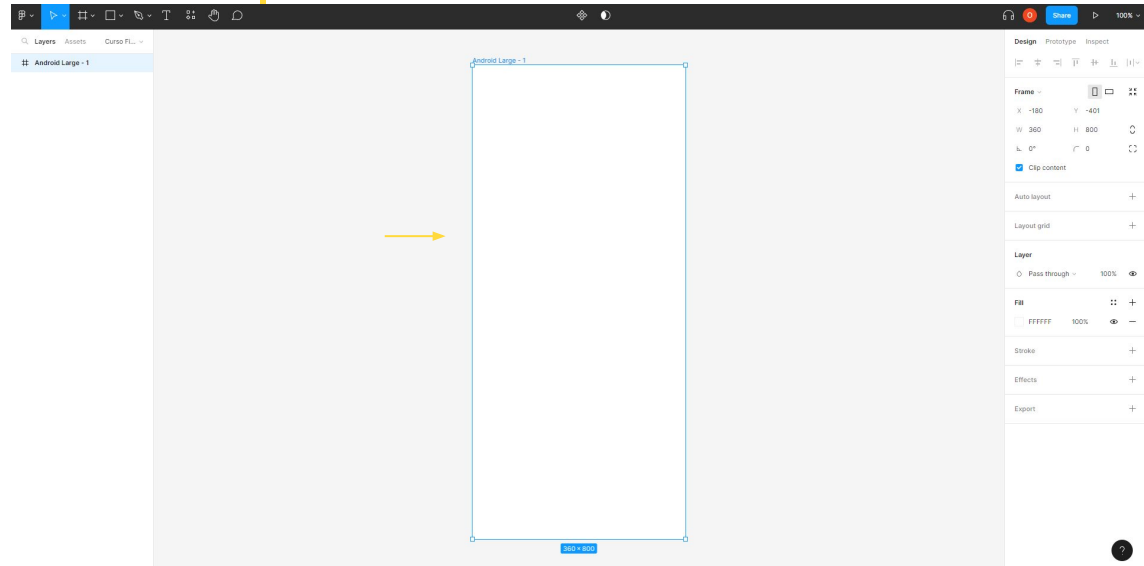 Share
100%
Layers Assets Curso Fi...
Design Prototype Inspect
Android Large - 1
Android Large - 1
Frame
X -180 Y -401
W 360 H 800
0° 0
Clip content
Auto layout
Layout grid
Layer
Pass through 100%
Fill
FFFFFF 100%
Stroke
Effects
Export
360 × 800
O
?